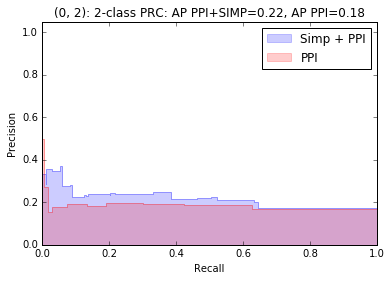 (0, 2): 2-class PRC: AP PPI+SIMP=0.22, AP PPI=0.18
Simp + PPI
PPI
Precision
1.0
0.8
0.6
0.4
0.2
0.0
0.0 0.2 0.4 0.6 0.8 1.0
Recall